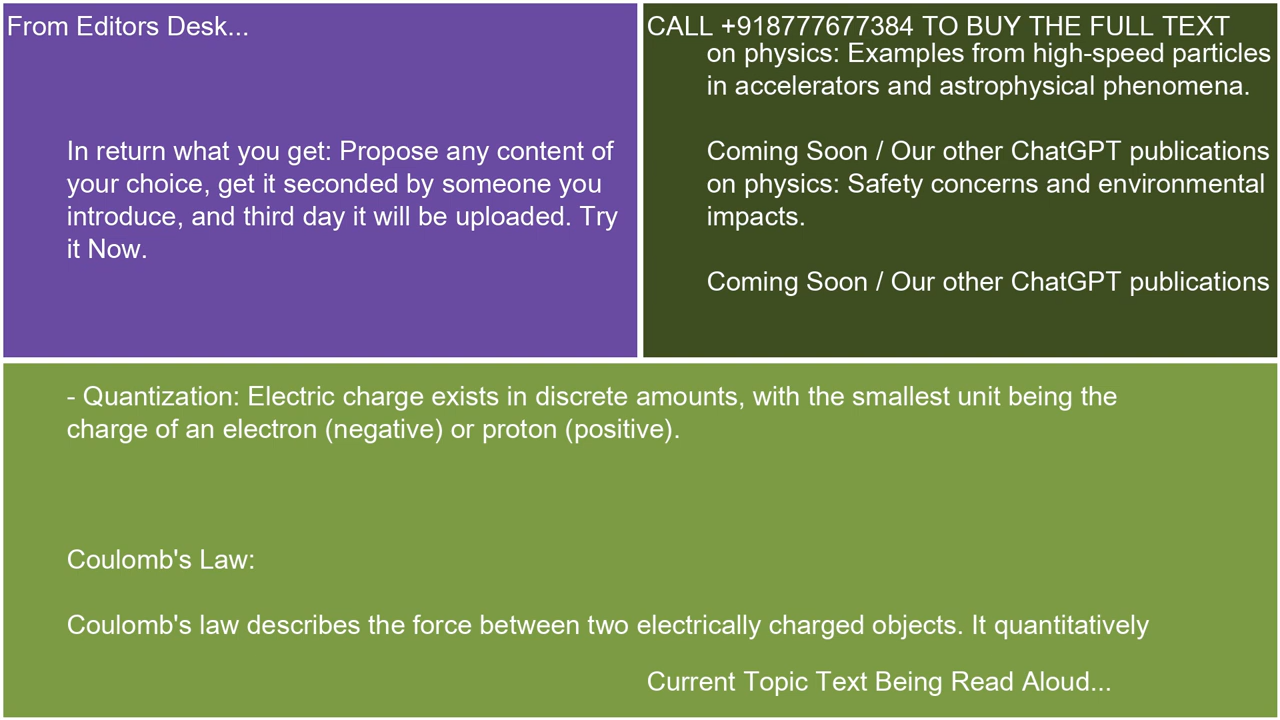 From Editors Desk...
In return what you get: Propose any content of
your choice, get it seconded by someone you
introduce, and third day it will be uploaded. Try
it Now.
CALL +918777677384 TO BUY THE FULL TEXT
on physics: Examples from high-speed particles
in accelerators and astrophysical phenomena.
Coming Soon / Our other ChatGPT publications
on physics: Safety concerns and environmental
impacts.
Coming Soon / Our other ChatGPT publications
- Quantization: Electric charge exists in discrete amounts, with the smallest unit being the
charge of an electron (negative) or proton (positive).
Coulomb's Law:
Coulomb's law describes the force between two electrically charged objects. It quantitatively
Current Topic Text Being Read Aloud...